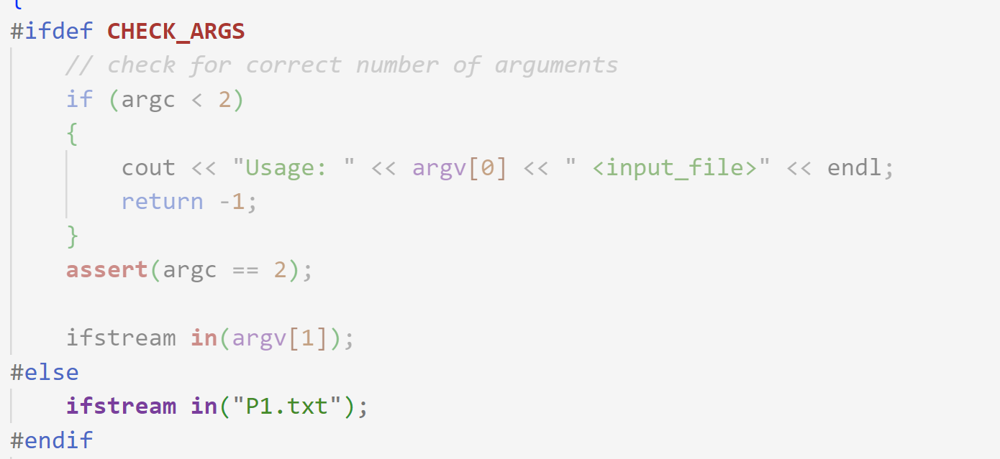 {
#ifdef CHECK_ARGS
    // check for correct number of arguments
    if (argc < 2)
    {
        cout << "Usage: " << argv[0] << " <input_file>" << endl;
        return -1;
    }
    assert(argc == 2);

    ifstream in(argv[1]);
#else
    ifstream in("P1.txt");
#endif